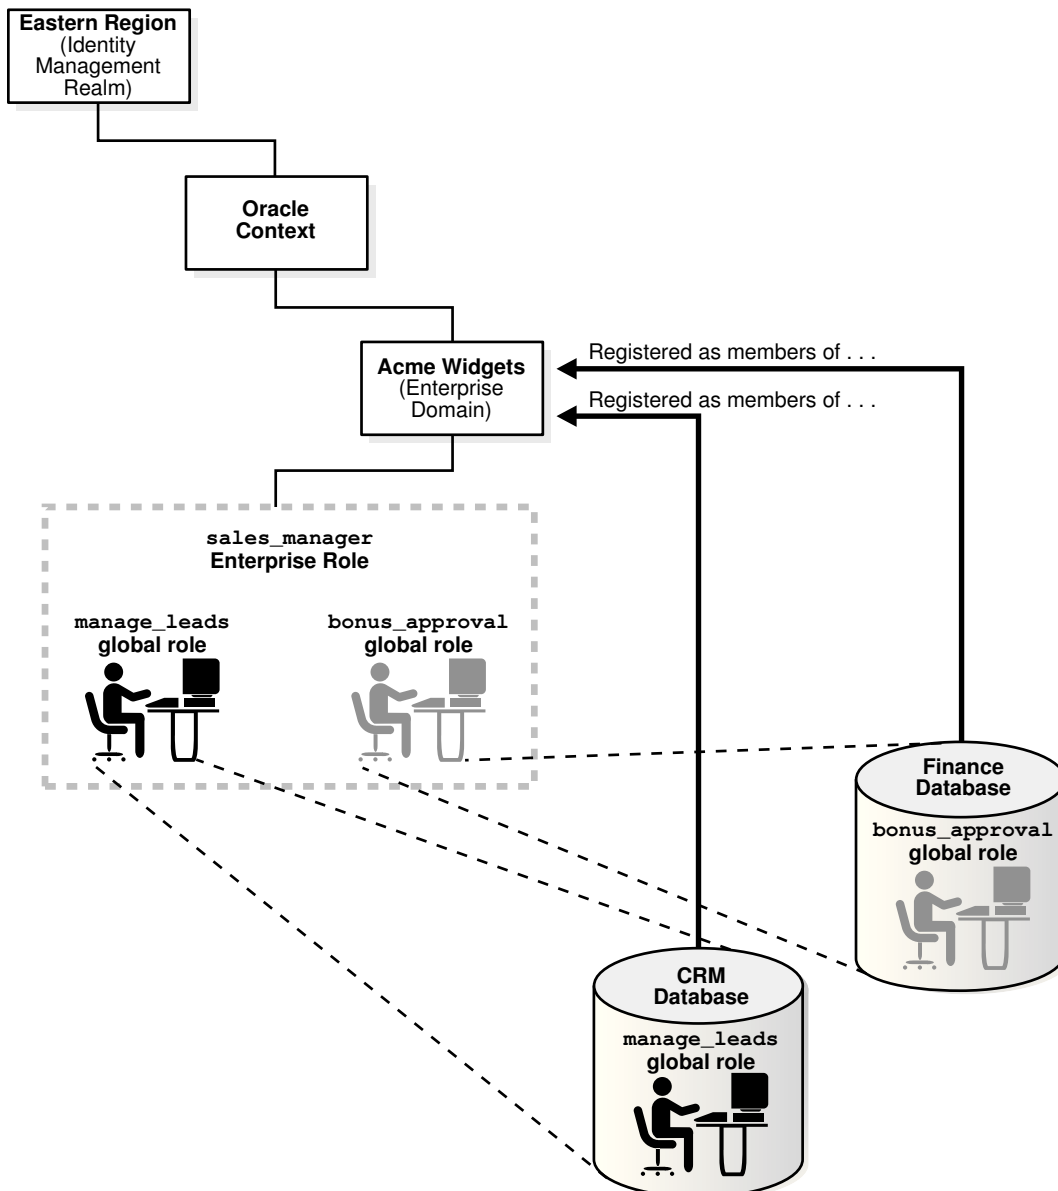 Eastern Region
(Identity
Management
Realm)
Oracle
Context
Acme Widgets
(Enterprise
Domain)
Registered as members of . . .
Registered as members of . . .
sales_manager
Enterprise Role
manage_leads
global role
bonus_approval
global role
Finance
Database
bonus_approval
global role
CRM
Database
manage_leads
global role